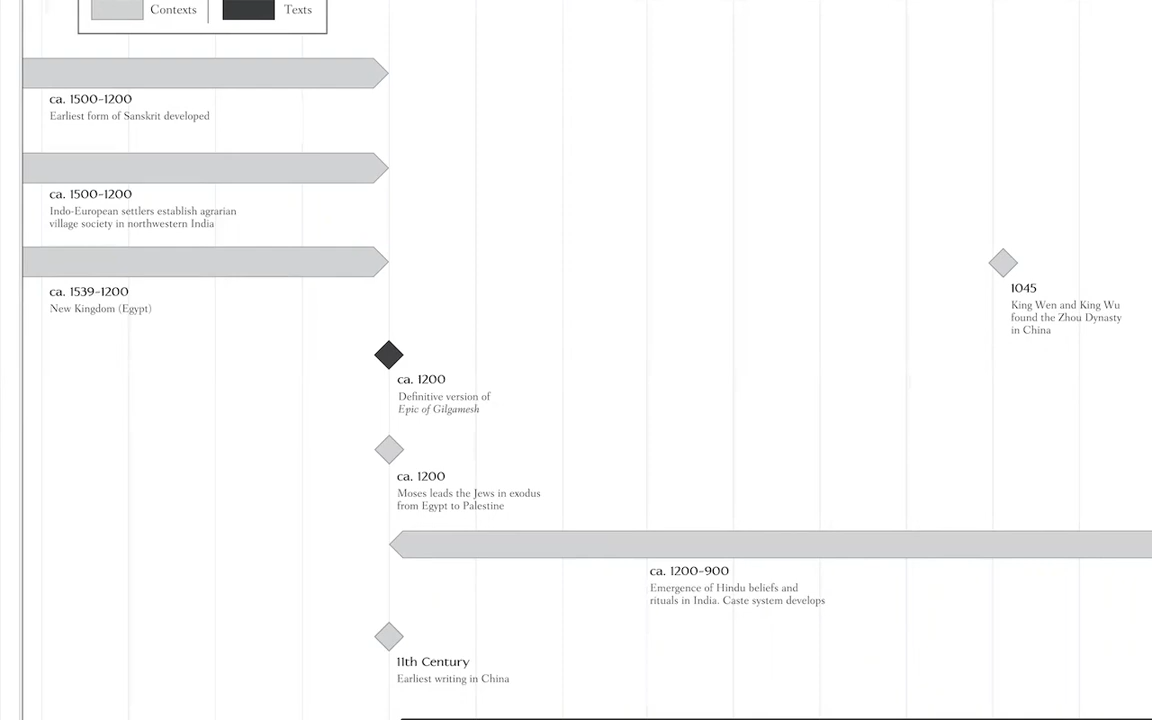 Contexts
Texts
ca. 1500-1200
Earliest form of Sanskrit developed
ca. 1500-1200
Indo-European settlers establish agrarian
village society in northwestern India
ca. 1539-1200
New Kingdom (Egypt)
1045
King Wen and King Wu
found the Zhou Dynasty
in China
ca. 1200
Definitive version of
Epic of Gilgamesh
ca. 1200
Moses leads the Jews in exodus
from Egypt to Palestine
ca. 1200-900
Emergence of Hindu beliefs and
rituals in India. Caste system develops
11th Century
Earliest writing in China